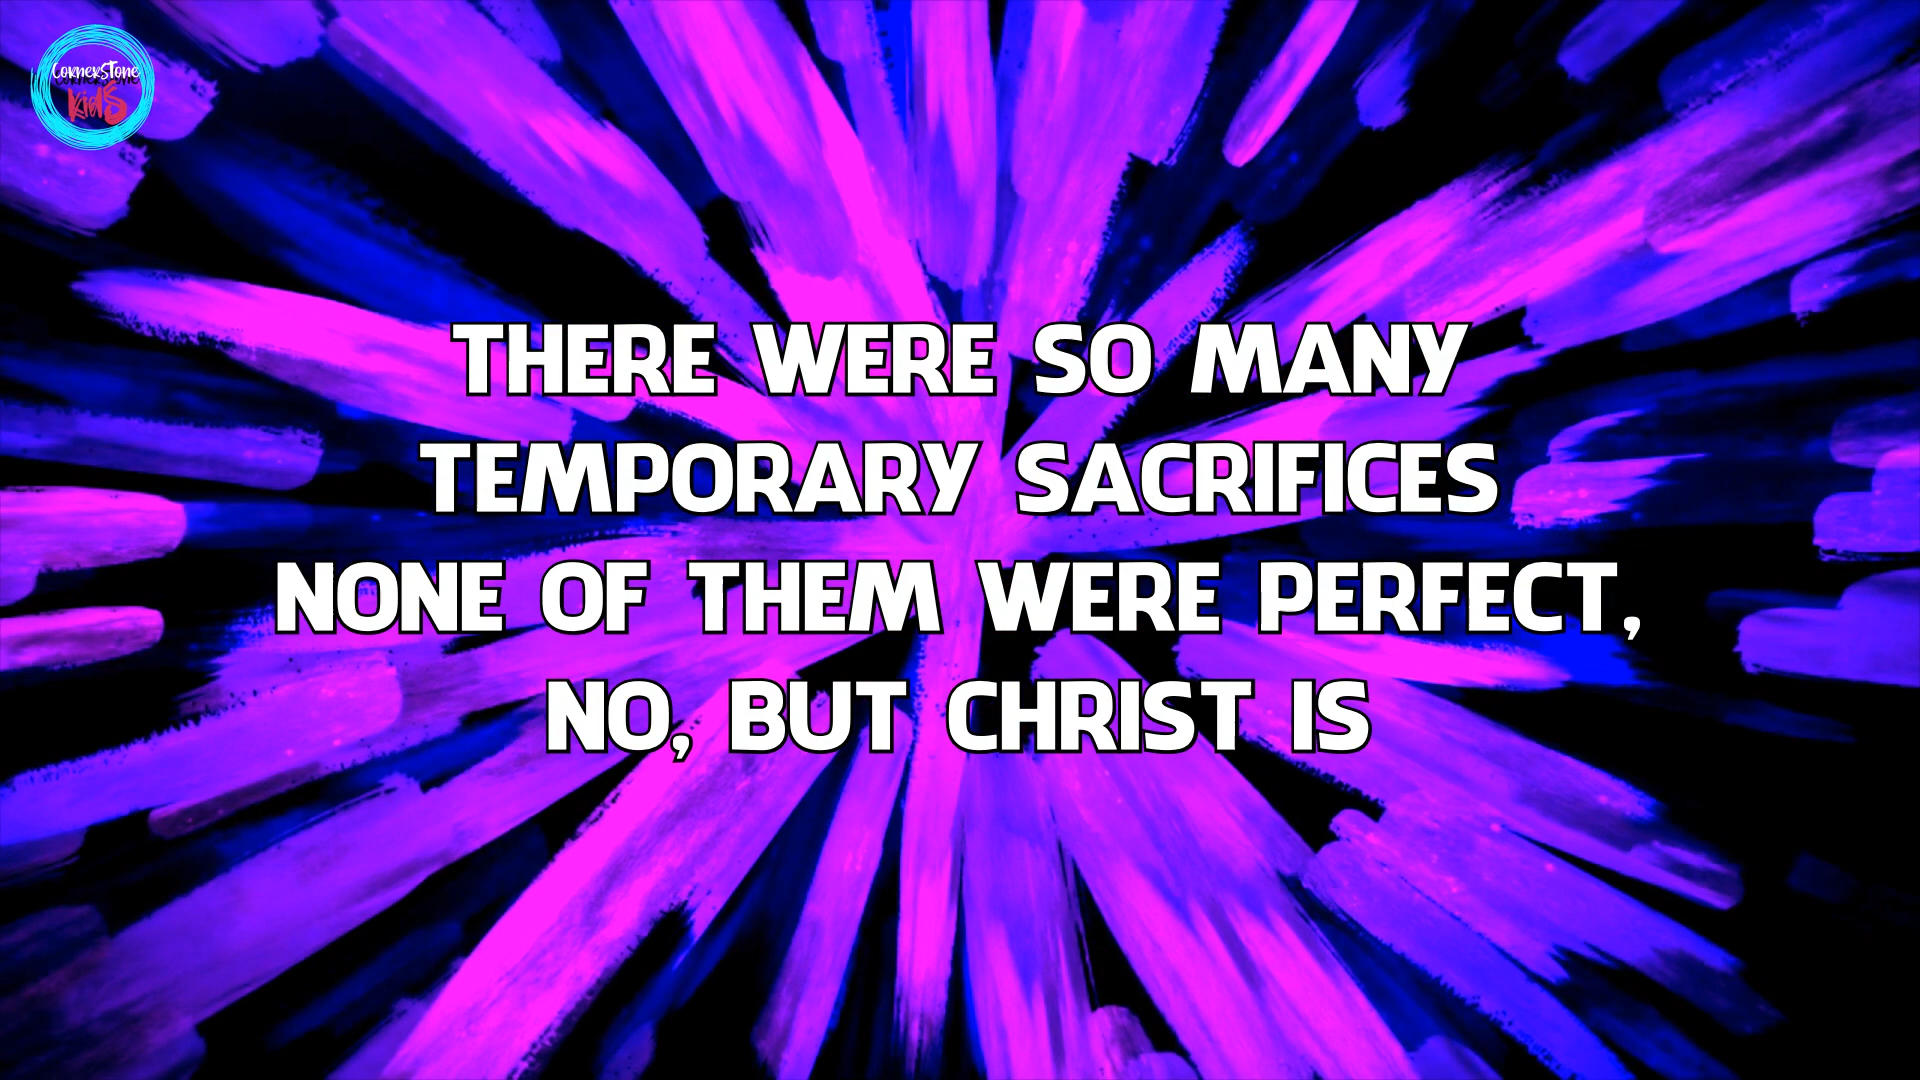 CORNERSTONE
KidS
THERE WERE SO MANY
TEMPORARY SACRIFICES
NONE OF THEM WERE PERFECT,
NO, BUT CHRIST IS